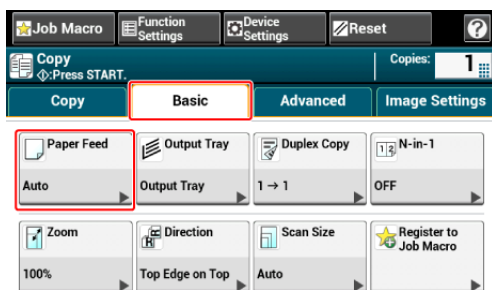 Job Macro Function Settings Device Settings Reset ?
Copy Copies: 1
:Press START.
Copy Basic Advanced Image Settings
Paper Feed Output Tray Duplex Copy N-in-1
Auto Output Tray 1 → 1 OFF
Zoom Direction Scan Size Register to Job Macro
100% Top Edge on Top Auto